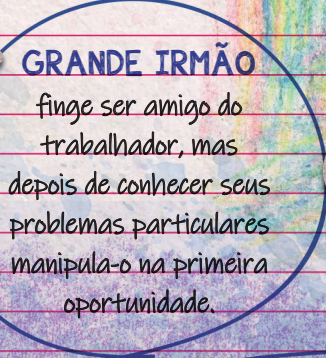 GRANDE IRMÃO
finge ser amigo do
trabalhador, mas
depois de conhecer seus
problemas particulares
manipula-o na primeira
oportunidade.